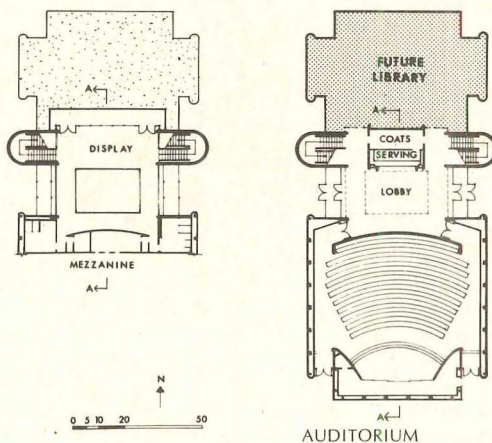 A
DISPLAY
MEZZANINE
A
N
0 5 10 20 50
FUTURE
LIBRARY
A
COATS
SERVING
LOBBY
A
AUDITORIUM